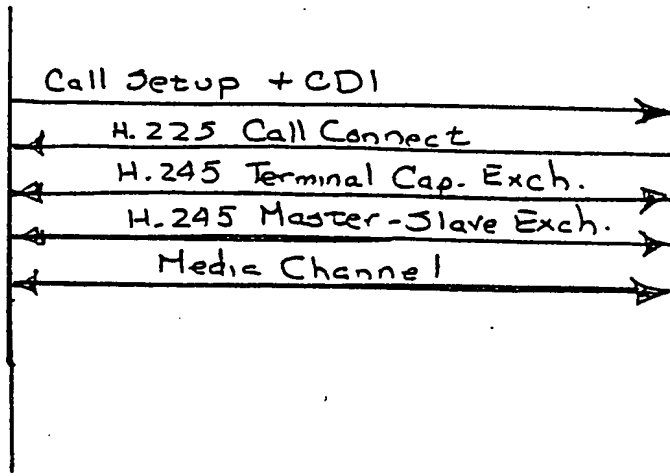 Call Setup + CDI
H.225 Call Connect
H.245 Terminal Cap. Exch.
H.245 Master-Slave Exch.
Media Channel